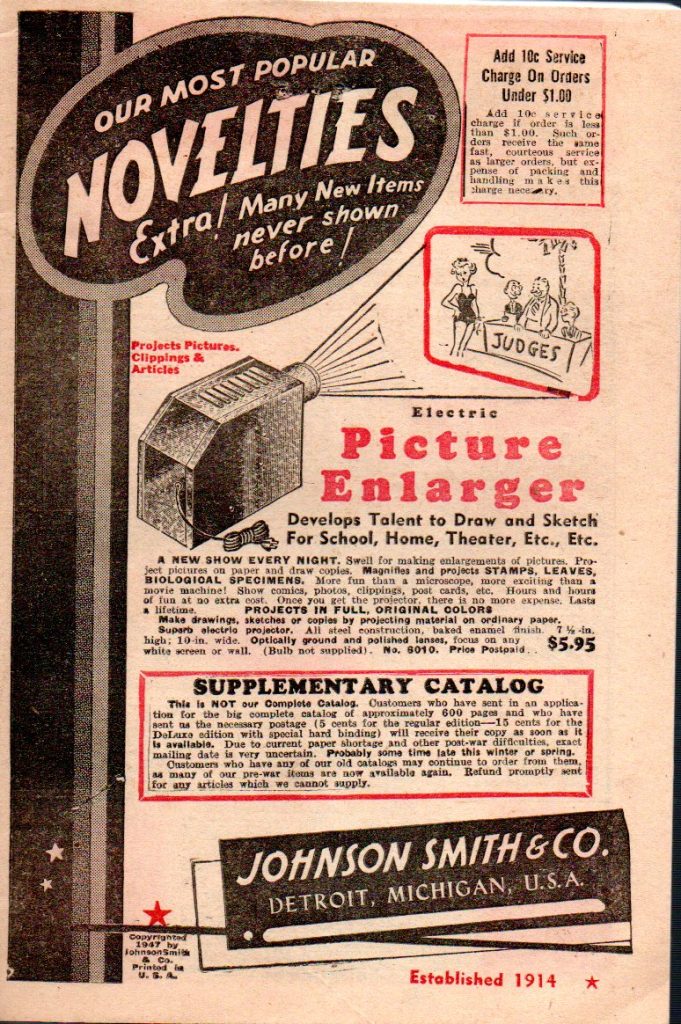 OUR MOST POPULAR
NOVELTIES
Extra! Many New Items
never shown
before!
Add 10c Service
Charge On Orders
Under $1.00
Add 10c service
charge if order is less
than $1.00. Such or-
ders receive the same
fast, courteous service
as larger orders, but ex-
pense of packing and
handling makes this
charge necessary.
JUDGES
Projects Pictures,
Clippings &
Articles
Electric
Picture
Enlarger
Develops Talent to Draw and Sketch
For School, Home, Theater, Etc., Etc.
A NEW SHOW EVERY NIGHT. Swell for making enlargements of pictures. Pro-
ject pictures on paper and draw copies. Magnifies and projects STAMPS, LEAVES,
BIOLOGICAL SPECIMENS. More fun than a microscope, more exciting than a
movie machine! Show comics, photos, clippings, post cards, etc. Hours and hours
of fun at no extra cost. Once you get the projector, there is no more expense. Lasts
a lifetime. PROJECTS IN FULL, ORIGINAL COLORS
Make drawings, sketches or copies by projecting material on ordinary paper.
Superb electric projector. All steel construction, baked enamel finish. 7 ½-in.
high; 10-in. wide. Optically ground and polished lenses, focus on any
white screen or wall. (Bulb not supplied). No. 6010. Price Postpaid.. $5.95
SUPPLEMENTARY CATALOG
This is NOT our Complete Catalog. Customers who have sent in an applica-
tion for the big complete catalog of approximately 600 pages and who have
sent us the necessary postage (5 cents for the regular edition—15 cents for the
DeLuxe edition with special hard binding) will receive their copy as soon as it
is available. Due to current paper shortage and other post-war difficulties, exact
mailing date is very uncertain. Probably some time late this winter or spring.
Customers who have any of our old catalogs may continue to order from them,
as many of our pre-war items are now available again. Refund promptly sent
for any articles which we cannot supply.
JOHNSON SMITH & CO.
DETROIT, MICHIGAN, U.S.A.
Copyrighted
1947 by
JohnsonSmith
& Co.
Printed in
U. S. A.
Established 1914